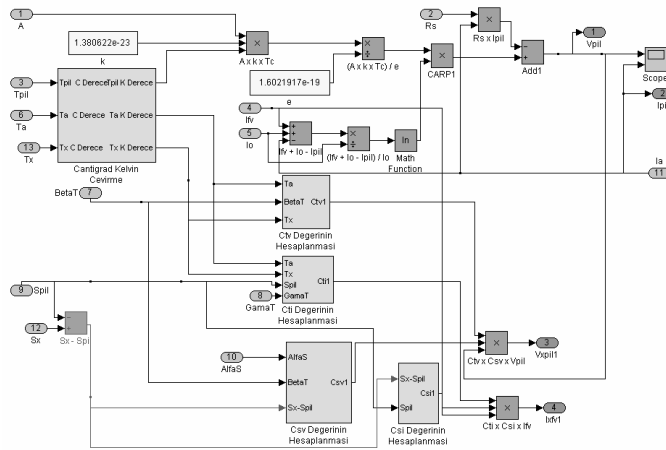 1
A
1.380622e-23
k
×
A x k x Tc
×
÷
(A x k x Tc) / e
1.6021917e-19
e
2
Rs
×
Rs x Ipil
×
CARP1
Add1
1
Vpil
Scope
2
Ipil
Ia
11
3
Tpil
6
Ta
13
Tx
Tpil C Derece
Tpil K Derece
Ta C Derece
Ta K Derece
Tx C Derece
Tx K Derece
Cantigrad Kelvin
Cevirme
4
Ifv
5
Io
Ifv + Io - Ipil
×
÷
(Ifv + Io - Ipil) / Io
ln
Math
Function
BetaT
7
Ta
BetaT
Tx
Ctv1
Ctv Degerinin
Hesaplanmasi
Ta
Tx
Spil
GamaT
Cti1
Cti Degerinin
Hesaplanmasi
9
Spil
8
GamaT
12
Sx
Sx - Spi
10
AlfaS
AlfaS
BetaT
Sx-Spil
Csv1
Csv Degerinin
Hesaplanmasi
Sx-Spil
Spil
Csi1
Csi Degerinin
Hesaplanmasi
×
Ctv x Csv x Vpil
3
Vxpil1
×
Cti x Csi x Ifv
4
Ixfv1